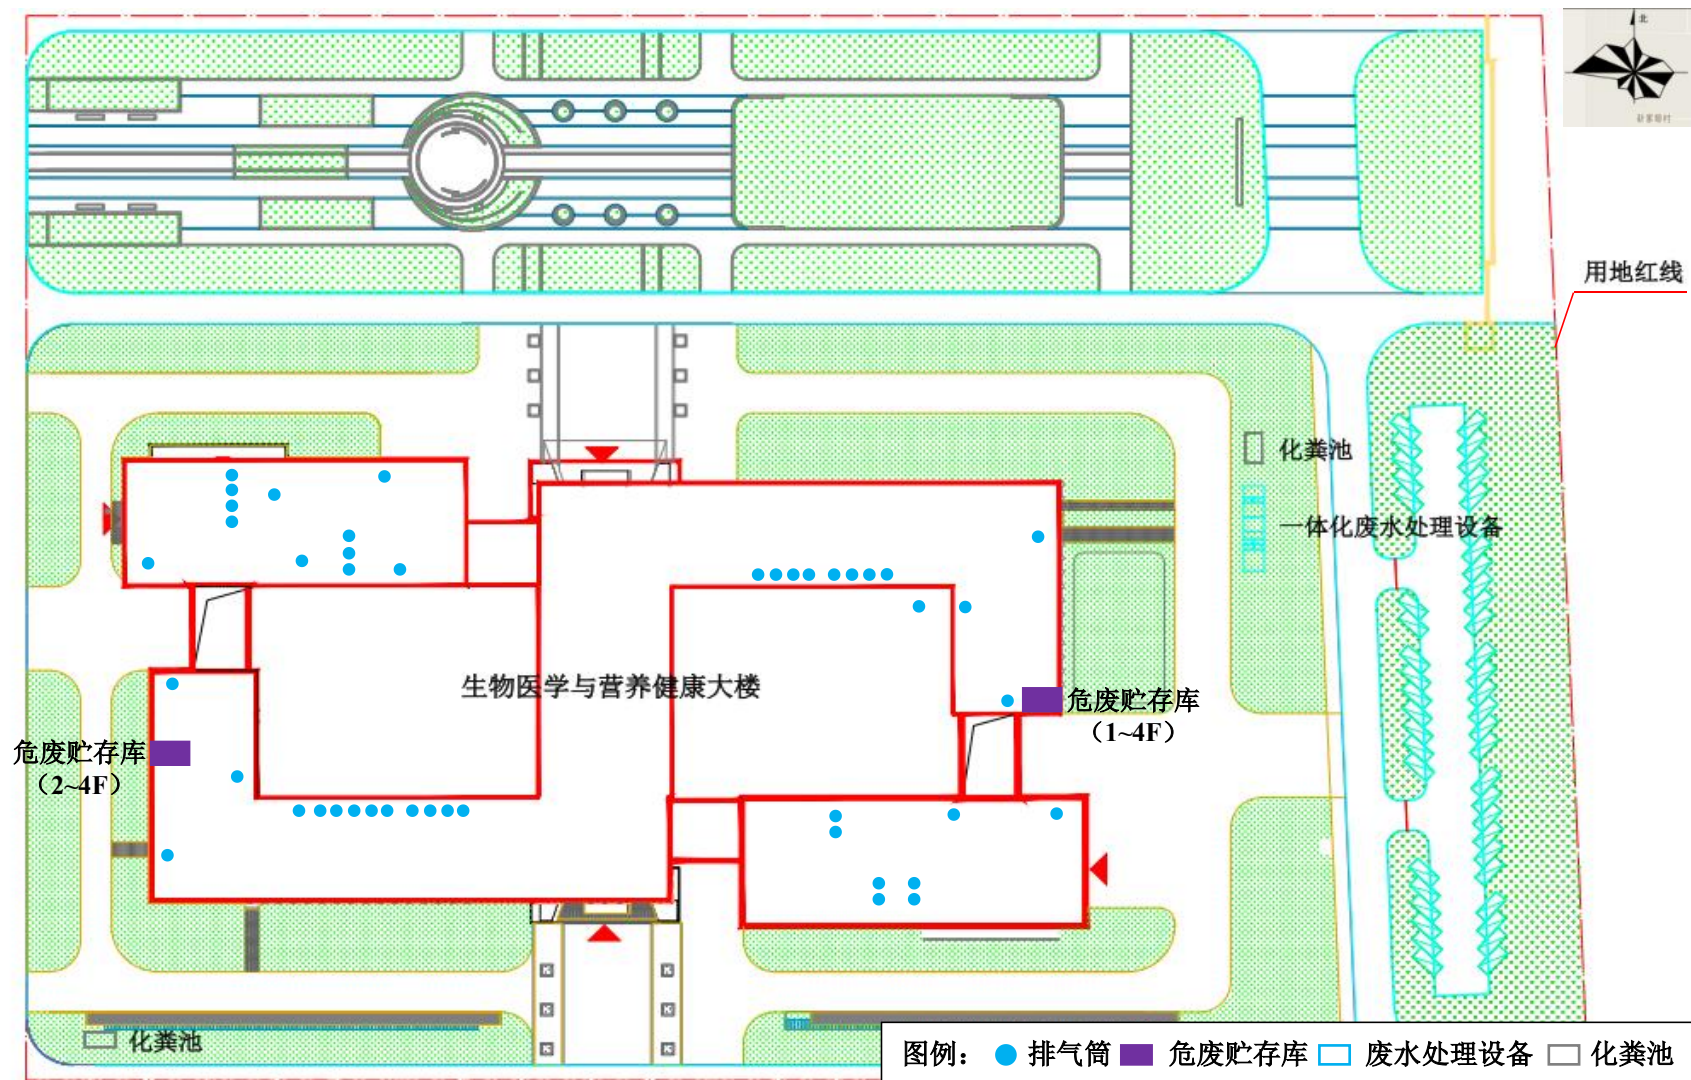 北
用地红线
化粪池
一体化废水处理设备
生物医学与营养健康大楼
危废贮存库
（1~4F）
危废贮存库
（2~4F）
化粪池
图例： 排气筒 危废贮存库 废水处理设备 化粪池